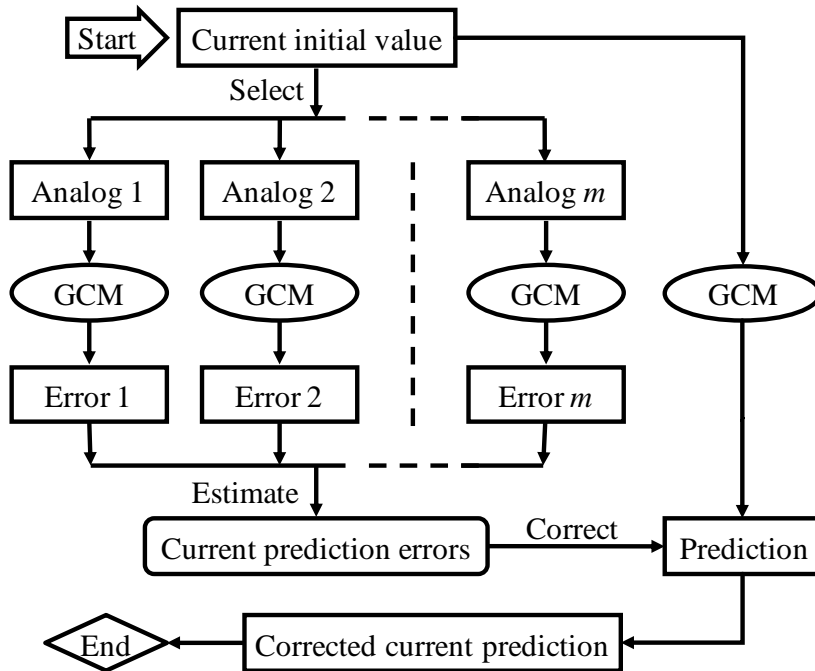 Start
Current initial value
Select
Analog 1
Analog 2
Analog m
GCM
GCM
GCM
GCM
Error 1
Error 2
Error m
Estimate
Correct
Current prediction errors
Prediction
End
Corrected current prediction